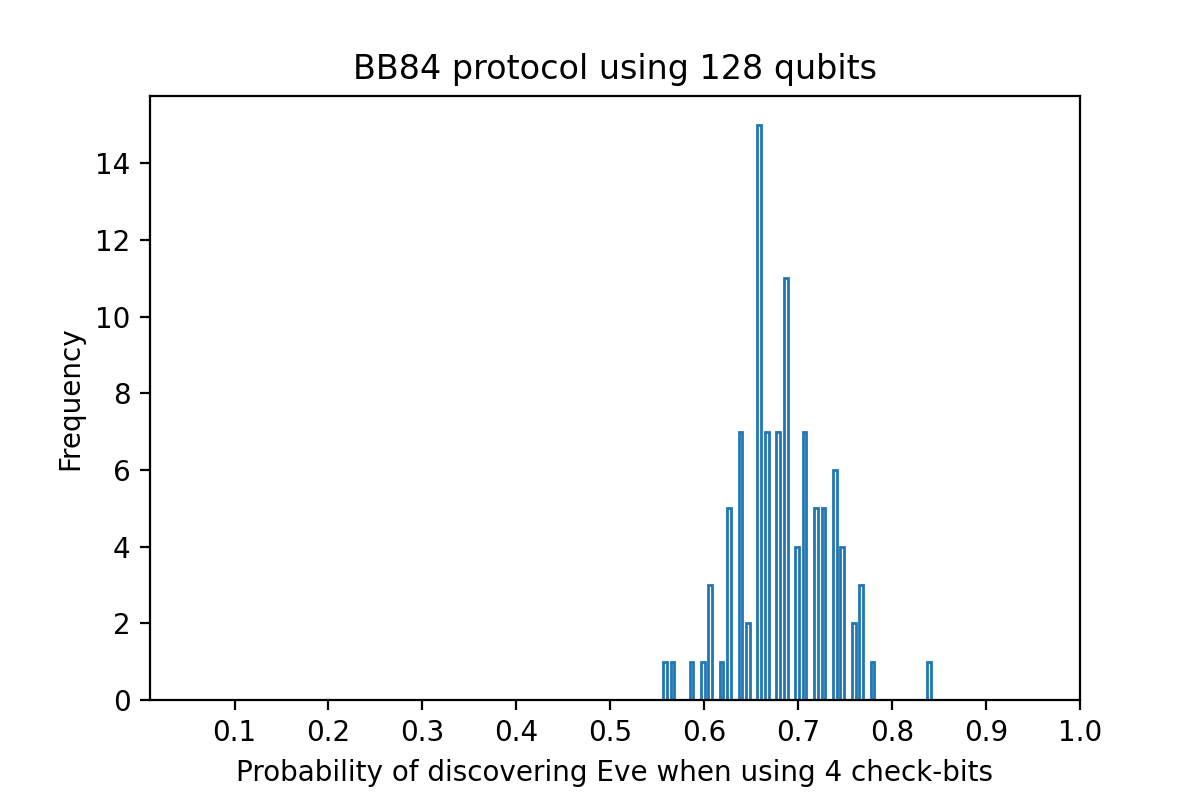 BB84 protocol using 128 qubits
14
12
10
8
6
4
2
0
Frequency
0.1 0.2 0.3 0.4 0.5 0.6 0.7 0.8 0.9 1.0
Probability of discovering Eve when using 4 check-bits